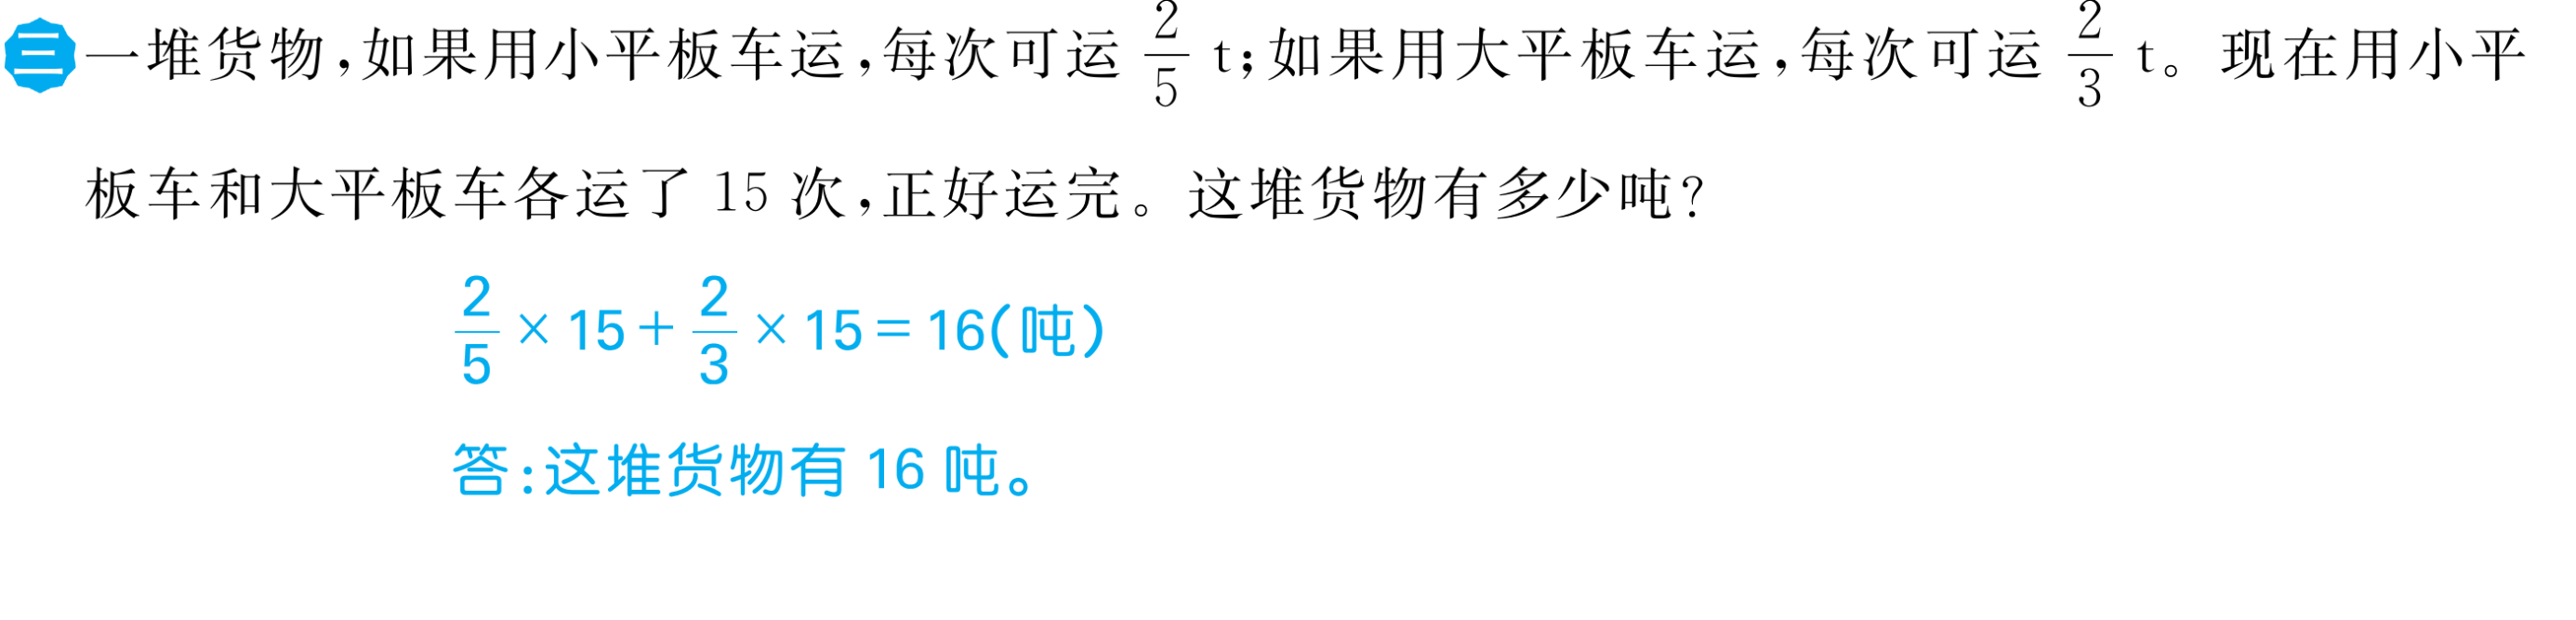 三 一堆货物,如果用小平板车运,每次可运 2/5 t;如果用大平板车运,每次可运 2/3 t。现在用小平
板车和大平板车各运了 15 次,正好运完。这堆货物有多少吨?
2/5 × 15 + 2/3 × 15 = 16(吨)
答:这堆货物有 16 吨。